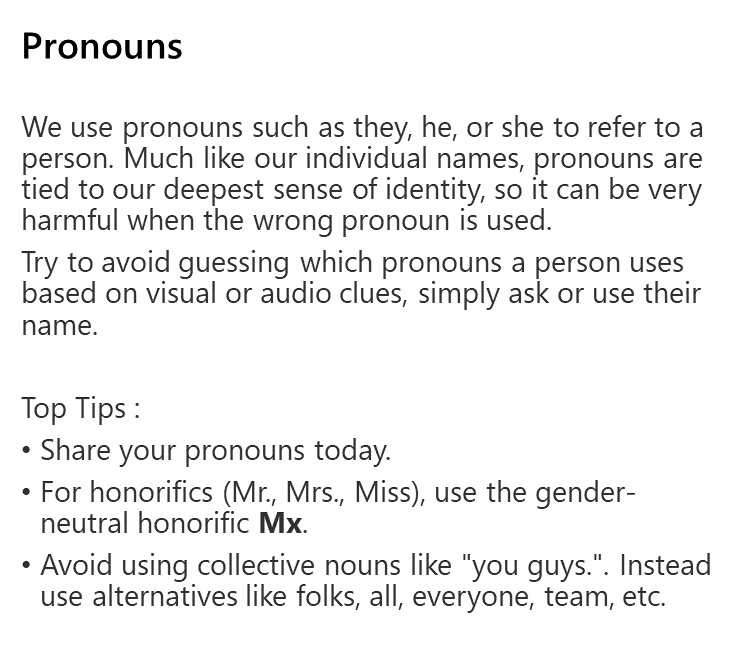 Pronouns
We use pronouns such as they, he, or she to refer to a
person. Much like our individual names, pronouns are
tied to our deepest sense of identity, so it can be very
harmful when the wrong pronoun is used.
Try to avoid guessing which pronouns a person uses
based on visual or audio clues, simply ask or use their
name.
Top Tips :
• Share your pronouns today.
• For honorifics (Mr., Mrs., Miss), use the gender-
neutral honorific Mx.
• Avoid using collective nouns like "you guys.". Instead
use alternatives like folks, all, everyone, team, etc.